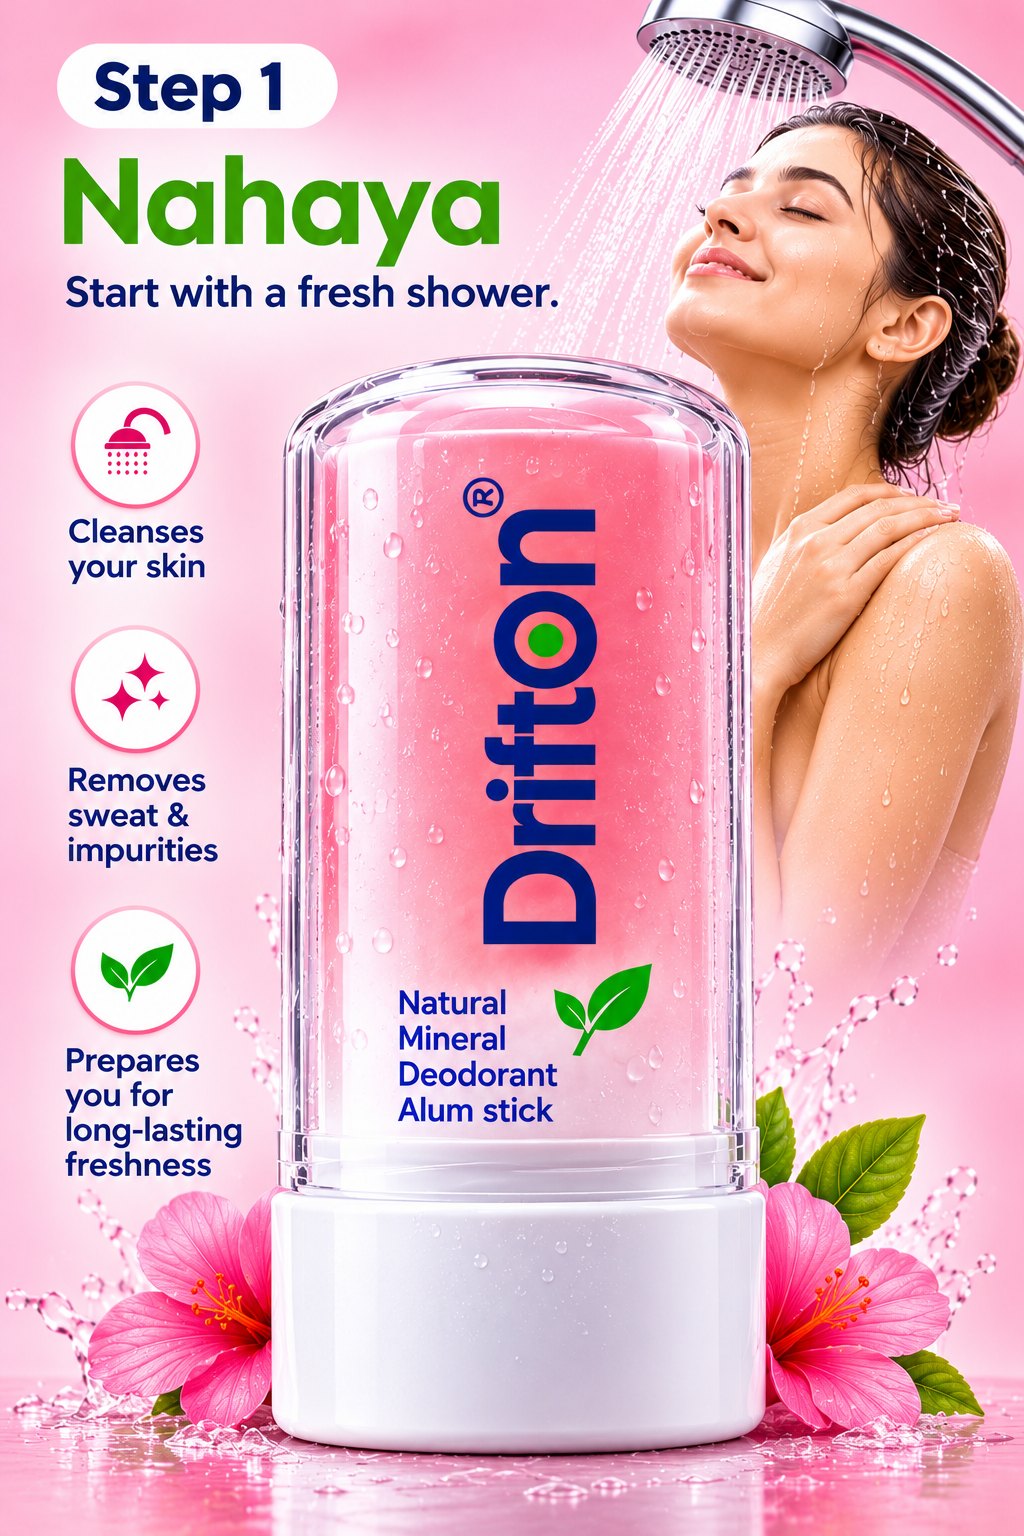 Step 1
Nahaya
Start with a fresh shower.
Cleanses
your skin
Removes
sweat &
impurities
Prepares
you for
long-lasting
freshness
Drifton®
Natural
Mineral
Deodorant
Alum stick